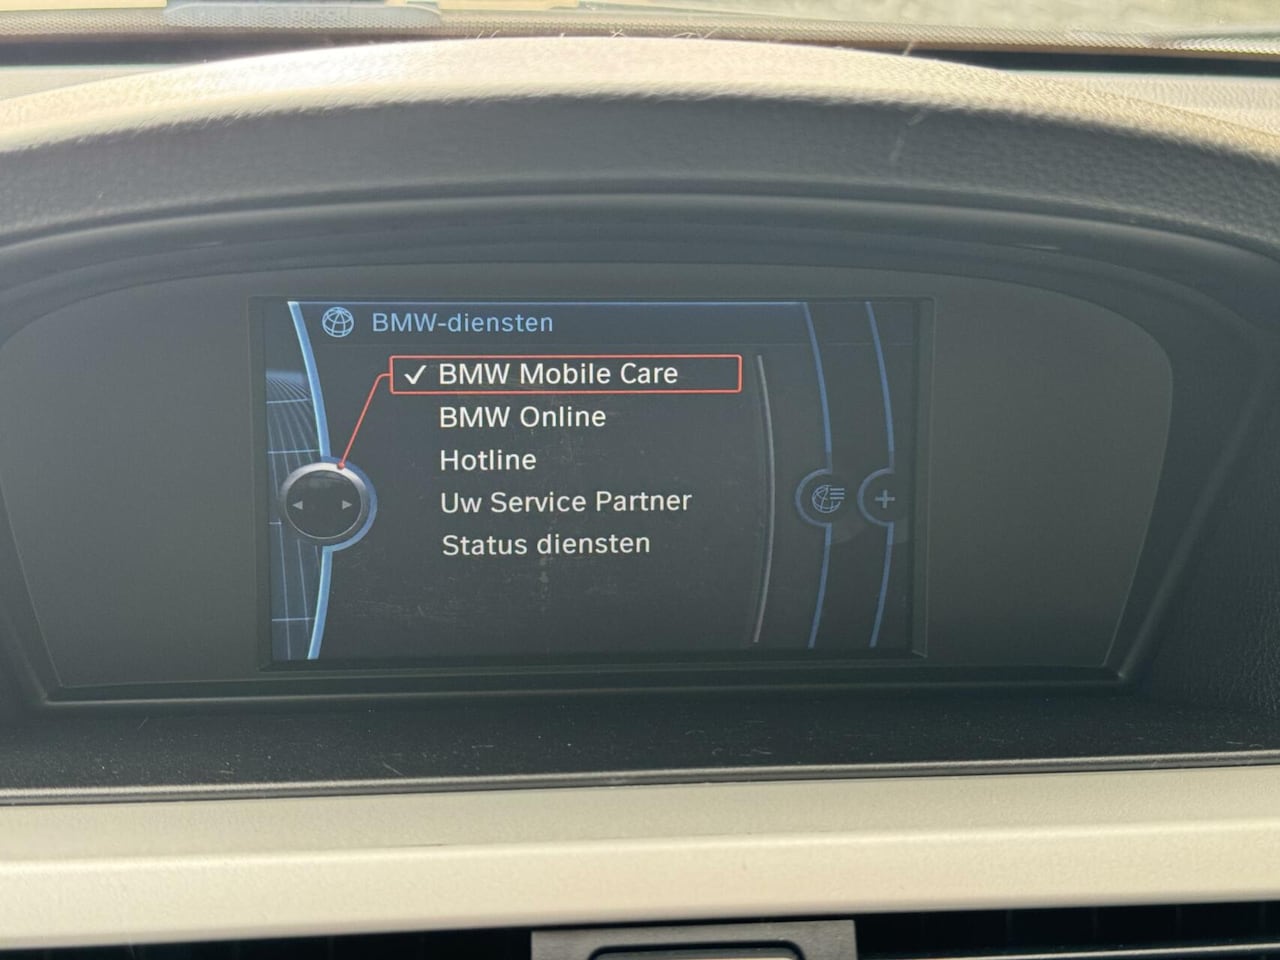 BMW-diensten
✓ BMW Mobile Care
BMW Online
Hotline
Uw Service Partner
Status diensten